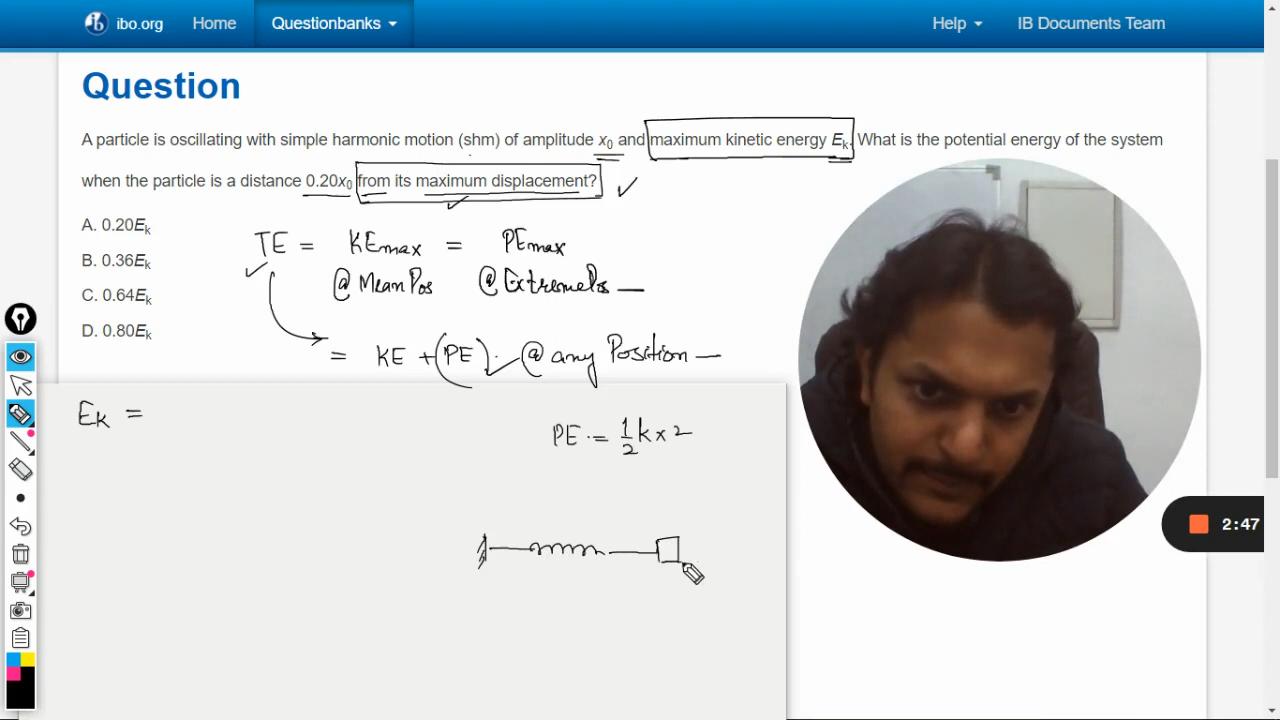 ibo.org Home Questionbanks Help IB Documents Team
Question
A particle is oscillating with simple harmonic motion (shm) of amplitude x0 and maximum kinetic energy Ek. What is the potential energy of the system
when the particle is a distance 0.20x0 from its maximum displacement?
A. 0.20Ek
B. 0.36Ek
C. 0.64Ek
D. 0.80Ek
TE = KEmax = PEmax
@ Mean Pos @ Extreme Pos
= KE + (PE) @ any Position
Ek =
PE = 1/2 k x 2
2:47